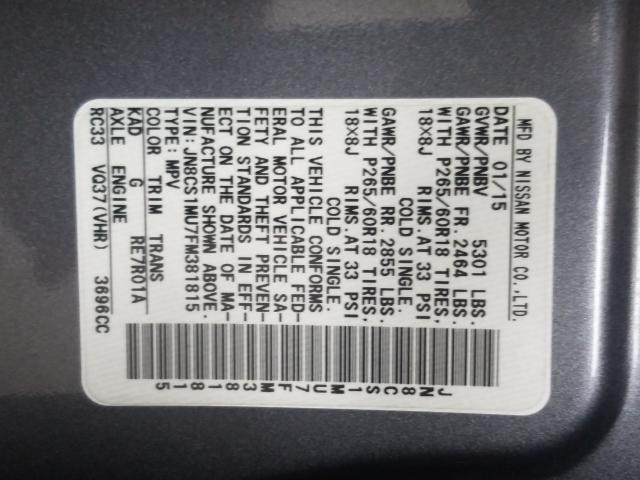 MFD BY NISSAN MOTOR CO.,LTD.
DATE 01/15
GVWR/PNBV 5301 LBS.
GAWR/PNBE FR. 2464 LBS.
WITH P265/60R18 TIRES,
18X8J RIMS.AT 33 PSI
COLD SINGLE.
GAWR/PNBE RR. 2855 LBS.
WITH P265/60R18 TIRES,
18X8J RIMS.AT 33 PSI
COLD SINGLE.
THIS VEHICLE CONFORMS
TO ALL APPLICABLE FED-
ERAL MOTOR VEHICLE SA-
FETY AND THEFT PREVEN-
TION STANDARDS IN EFF-
ECT ON THE DATE OF MA-
NUFACTURE SHOWN ABOVE.
VIN: JN8CS1MU7FM381815
TYPE: MPV
COLOR TRIM TRANS
KAD G RE7R01A
AXLE ENGINE
RC33 VQ37(VHR) 3696CC
JN8CS1MU7FM381815